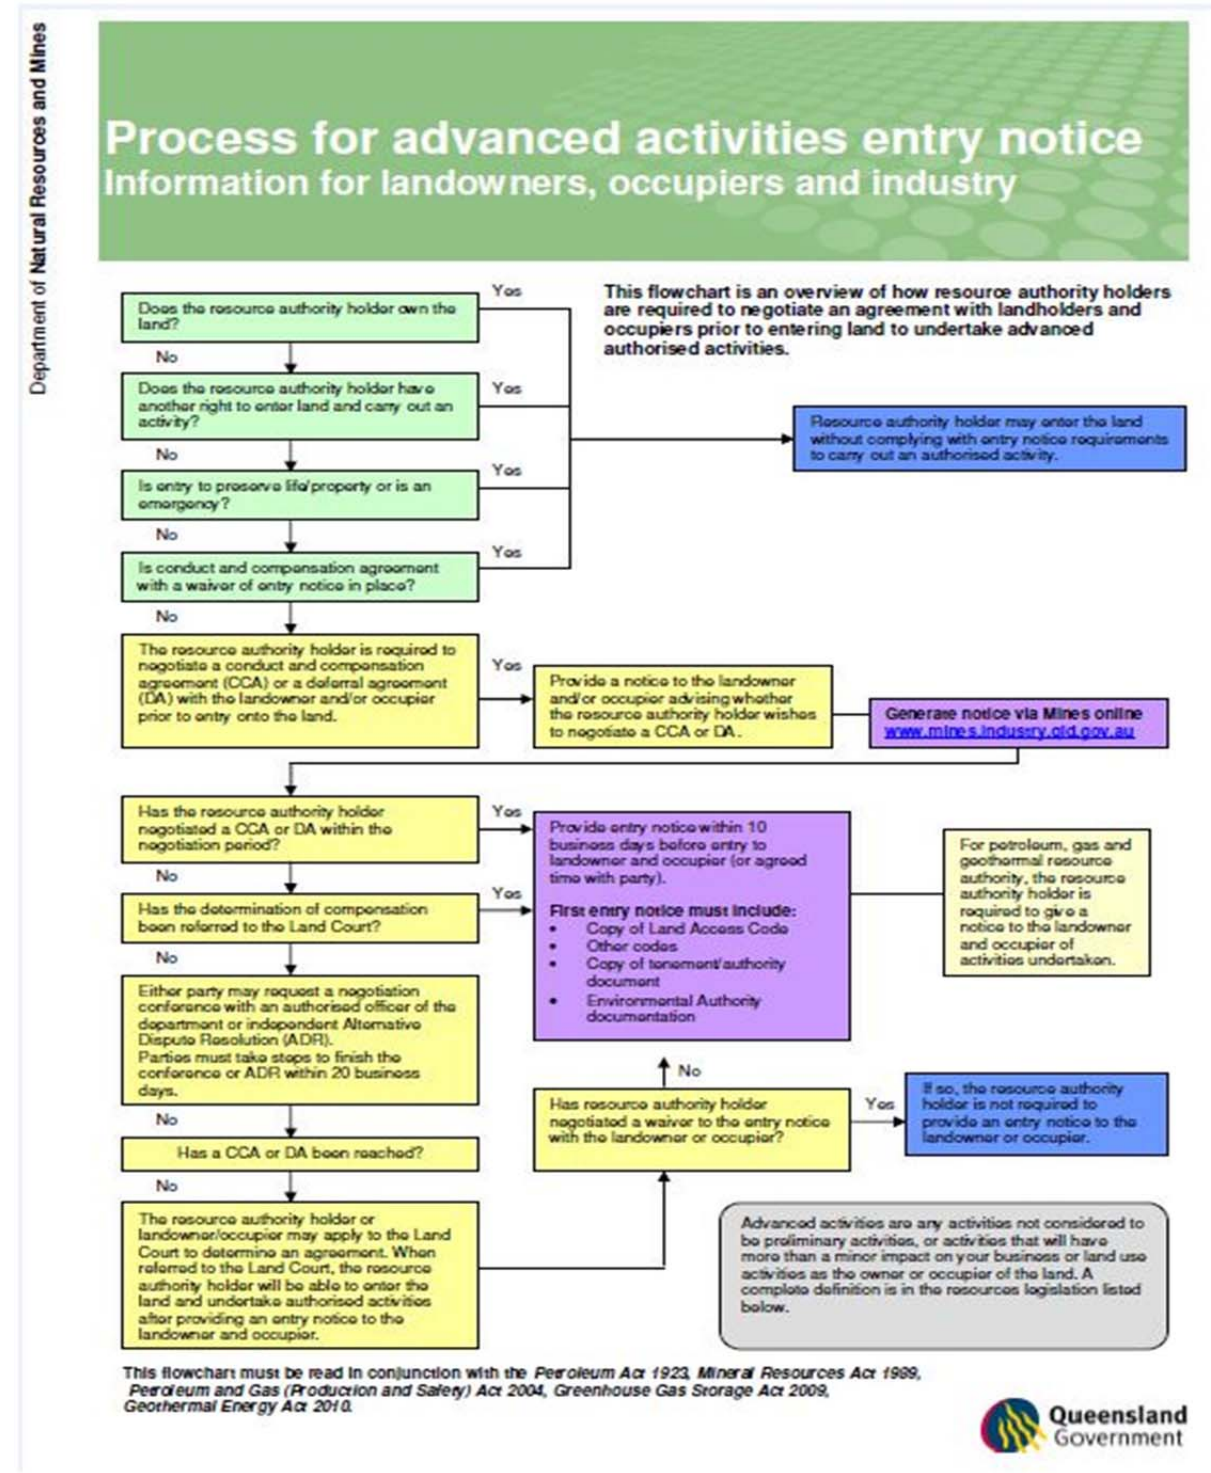 Department of Natural Resources and Mines
Process for advanced activities entry notice
Information for landowners, occupiers and industry
This flowchart is an overview of how resource authority holders
are required to negotiate an agreement with landholders and
occupiers prior to entering land to undertake advanced
authorised activities.
Does the resource authority holder own the
land?
Yes
No
Does the resource authority holder have
another right to enter land and carry out an
activity?
Yes
Resource authority holder may enter the land
without complying with entry notice requirements
to carry out an authorised activity.
No
Is entry to preserve life/property or is an
emergency?
Yes
No
Is conduct and compensation agreement
with a waiver of entry notice in place?
Yes
No
The resource authority holder is required to
negotiate a conduct and compensation
agreement (CCA) or a deferral agreement
(DA) with the landowner and/or occupier
prior to entry onto the land.
Yes
Provide a notice to the landowner
and/or occupier advising whether
the resource authority holder wishes
to negotiate a CCA or DA.
Generate notice via Mines online
www.mines.industry.qld.gov.au
Has the resource authority holder
negotiated a CCA or DA within the
negotiation period?
Yes
No
Has the determination of compensation
been referred to the Land Court?
Yes
No
Provide entry notice within 10
business days before entry to
landowner and occupier (or agreed
time with party).
First entry notice must include:
• Copy of Land Access Code
• Other codes
• Copy of tenement/authority
document
• Environmental Authority
documentation
For petroleum, gas and
geothermal resource
authority, the resource
authority holder is
required to give a
notice to the landowner
and occupier of
activities undertaken.
Either party may request a negotiation
conference with an authorised officer of the
department or independent Alternative
Dispute Resolution (ADR).
Parties must take steps to finish the
conference or ADR within 20 business
days.
No
Has a CCA or DA been reached?
No
The resource authority holder or
landowner/occupier may apply to the Land
Court to determine an agreement. When
referred to the Land Court, the resource
authority holder will be able to enter the
land and undertake authorised activities
after providing an entry notice to the
landowner and occupier.
No
Has resource authority holder
negotiated a waiver to the entry notice
with the landowner or occupier?
Yes
If so, the resource authority
holder is not required to
provide an entry notice to the
landowner or occupier.
Advanced activities are any activities not considered to
be preliminary activities, or activities that will have
more than a minor impact on your business or land use
activities as the owner or occupier of the land. A
complete definition is in the resources legislation listed
below.
This flowchart must be read in conjunction with the Petroleum Act 1923, Mineral Resources Act 1989,
Petroleum and Gas (Production and Safety) Act 2004, Greenhouse Gas Storage Act 2009,
Geothermal Energy Act 2010.
Queensland
Government